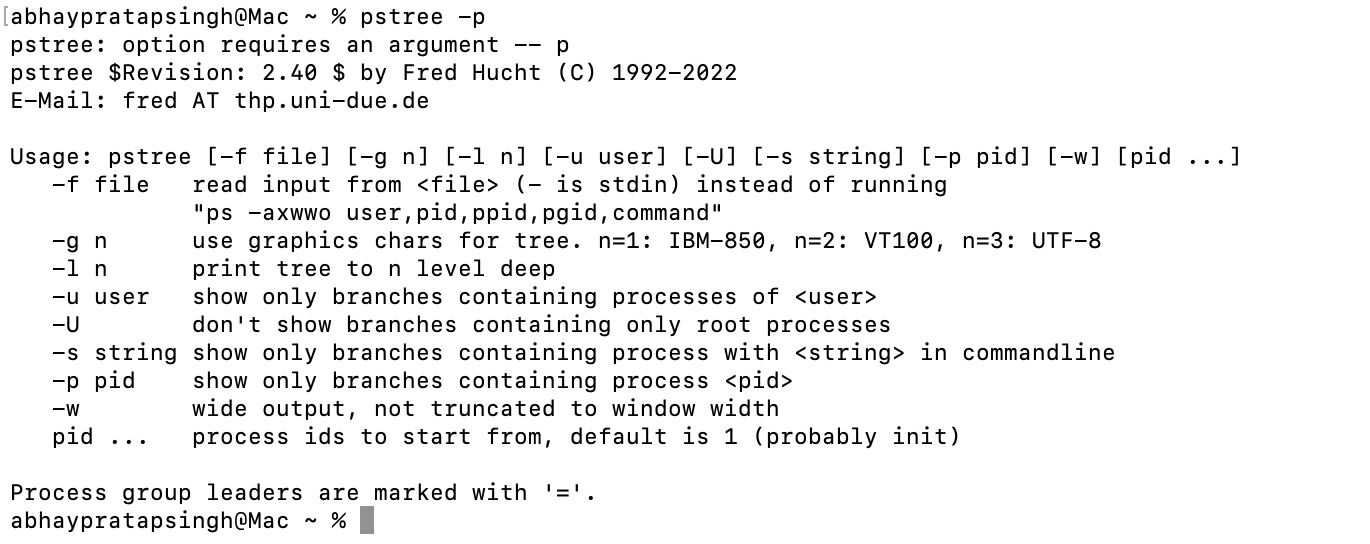 [abhaypratapsingh@Mac ~ % pstree -p
pstree: option requires an argument -- p
pstree $Revision: 2.40 $ by Fred Hucht (C) 1992-2022
E-Mail: fred AT thp.uni-due.de

Usage: pstree [-f file] [-g n] [-l n] [-u user] [-U] [-s string] [-p pid] [-w] [pid ...]
   -f file   read input from <file> (- is stdin) instead of running
             "ps -axwwo user,pid,ppid,pgid,command"
   -g n      use graphics chars for tree. n=1: IBM-850, n=2: VT100, n=3: UTF-8
   -l n      print tree to n level deep
   -u user   show only branches containing processes of <user>
   -U        don't show branches containing only root processes
   -s string show only branches containing process with <string> in commandline
   -p pid    show only branches containing process <pid>
   -w        wide output, not truncated to window width
   pid ...   process ids to start from, default is 1 (probably init)

Process group leaders are marked with '='.
abhaypratapsingh@Mac ~ %